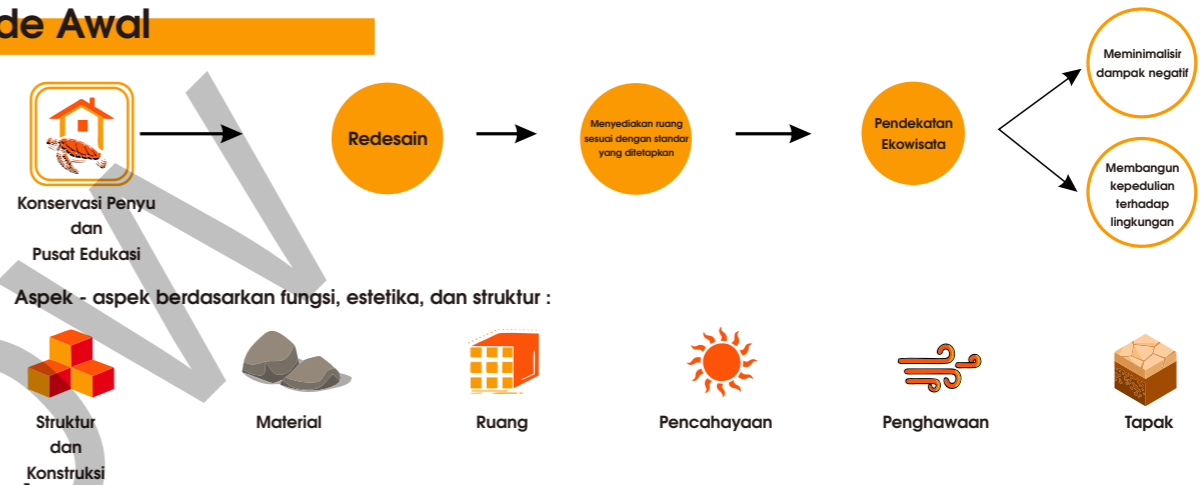 de Awal
Meminimalisir
dampak negatif
Redesain
Menyediakan ruang
sesuai dengan standar
yang ditetapkan
Pendekatan
Ekowisata
Membangun
kepedulian
terhadap
lingkungan
Konservasi Penyu
dan
Pusat Edukasi
Aspek - aspek berdasarkan fungsi, estetika, dan struktur :
Struktur
dan
Konstruksi
Material
Ruang
Pencahayaan
Penghawaan
Tapak